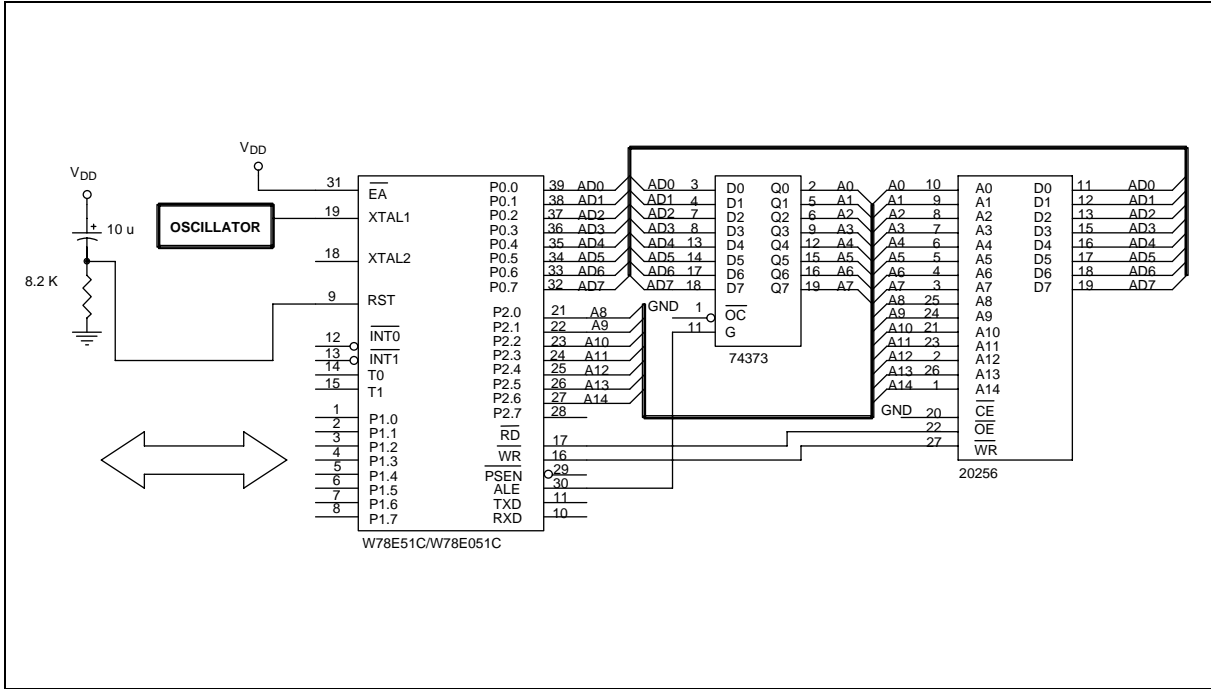 VDD
10 u
8.2 K
VDD
OSCILLATOR
31 EA
19 XTAL1
18 XTAL2
9 RST
12 INT0
13 INT1
14 T0
15 T1
1 P1.0
2 P1.1
3 P1.2
4 P1.3
5 P1.4
6 P1.5
7 P1.6
8 P1.7
P0.0 39 AD0
P0.1 38 AD1
P0.2 37 AD2
P0.3 36 AD3
P0.4 35 AD4
P0.5 34 AD5
P0.6 33 AD6
P0.7 32 AD7
P2.0 21 A8
P2.1 22 A9
P2.2 23 A10
P2.3 24 A11
P2.4 25 A12
P2.5 26 A13
P2.6 27 A14
P2.7 28
RD 17
WR 16
PSEN 29
ALE 30
TXD 11
RXD 10
W78E51C/W78E051C
AD0 3 D0 Q0 2 A0
AD1 4 D1 Q1 5 A1
AD2 7 D2 Q2 6 A2
AD3 8 D3 Q3 9 A3
AD4 13 D4 Q4 12 A4
AD5 14 D5 Q5 15 A5
AD6 17 D6 Q6 16 A6
AD7 18 D7 Q7 19 A7
GND 1 OC
11 G
74373
A0 10 A0 D0 11 AD0
A1 9 A1 D1 12 AD1
A2 8 A2 D2 13 AD2
A3 7 A3 D3 15 AD3
A4 6 A4 D4 16 AD4
A5 5 A5 D5 17 AD5
A6 4 A6 D6 18 AD6
A7 3 A7 D7 19 AD7
A8 25 A8
A9 24 A9
A10 21 A10
A11 23 A11
A12 2 A12
A13 26 A13
A14 1 A14
GND 20 CE
22 OE
27 WR
20256